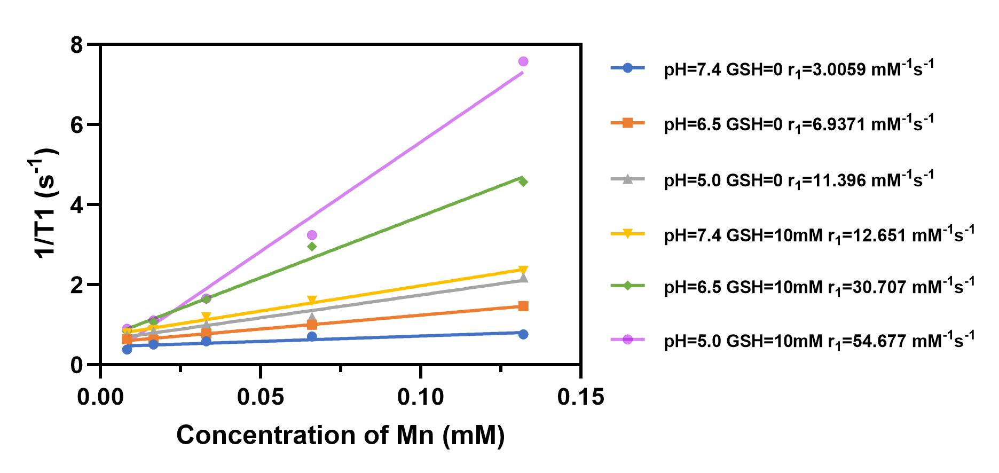 8
6
4
2
0
1/T1 (s⁻¹)
0.00 0.05 0.10 0.15
Concentration of Mn (mM)
pH=7.4 GSH=0 r₁=3.0059 mM⁻¹s⁻¹
pH=6.5 GSH=0 r₁=6.9371 mM⁻¹s⁻¹
pH=5.0 GSH=0 r₁=11.396 mM⁻¹s⁻¹
pH=7.4 GSH=10mM r₁=12.651 mM⁻¹s⁻¹
pH=6.5 GSH=10mM r₁=30.707 mM⁻¹s⁻¹
pH=5.0 GSH=10mM r₁=54.677 mM⁻¹s⁻¹